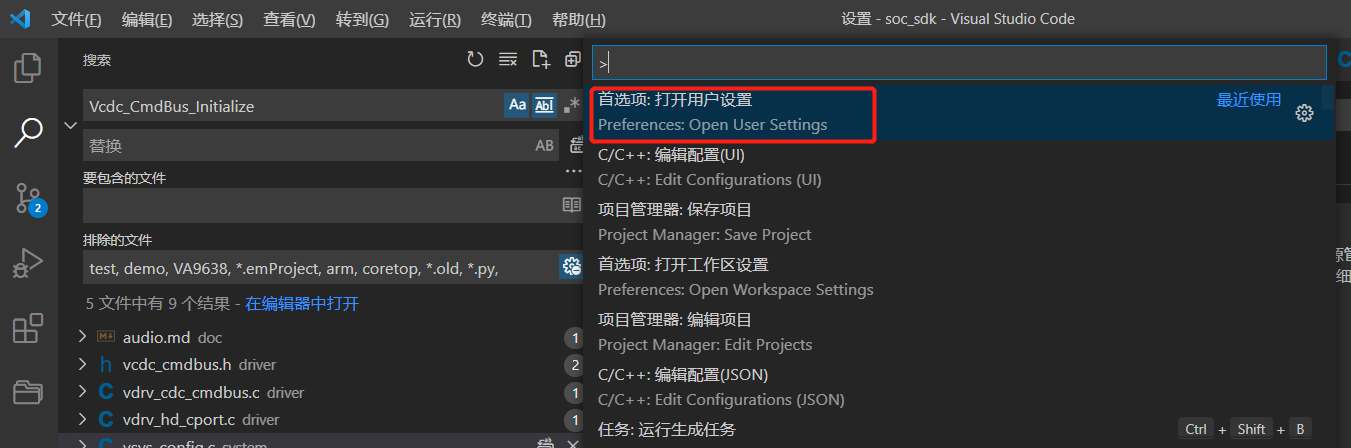 文件(F) 编辑(E) 选择(S) 查看(V) 转到(G) 运行(R) 终端(T) 帮助(H) 设置 - soc_sdk - Visual Studio Code
搜索
Vcdc_CmdBus_Initialize Aa Abl .*
替换 AB
...
要包含的文件
排除的文件
test, demo, VA9638, *.emProject, arm, coretop, *.old, *.py,
5 文件中有 9 个结果 - 在编辑器中打开
audio.md doc 1
h vcdc_cmdbus.h driver 2
C vdrv_cdc_cmdbus.c driver 1
C vdrv_hd_cport.c driver 1
C vsys_config.c system
2
>
首选项: 打开用户设置 最近使用
Preferences: Open User Settings
C/C++: 编辑配置(UI)
C/C++: Edit Configurations (UI)
项目管理器: 保存项目
Project Manager: Save Project
首选项: 打开工作区设置
Preferences: Open Workspace Settings
项目管理器: 编辑项目
Project Manager: Edit Projects
C/C++: 编辑配置(JSON)
C/C++: Edit Configurations (JSON)
任务: 运行生成任务 Ctrl + Shift + B